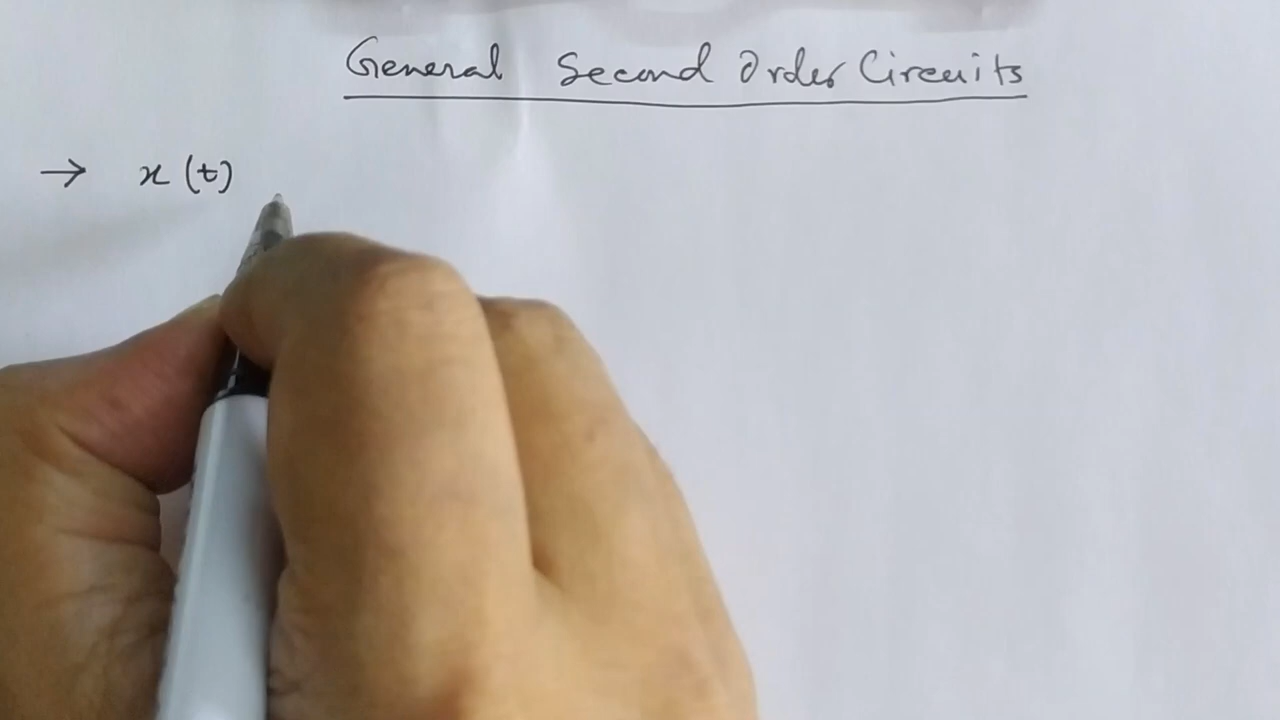 General Second Order Circuits
→ x(t)